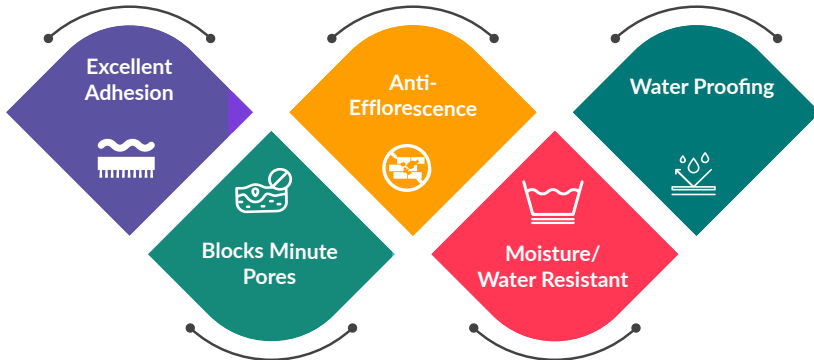 Excellent
Adhesion
Blocks Minute
Pores
Anti-
Efflorescence
Moisture/
Water Resistant
Water Proofing